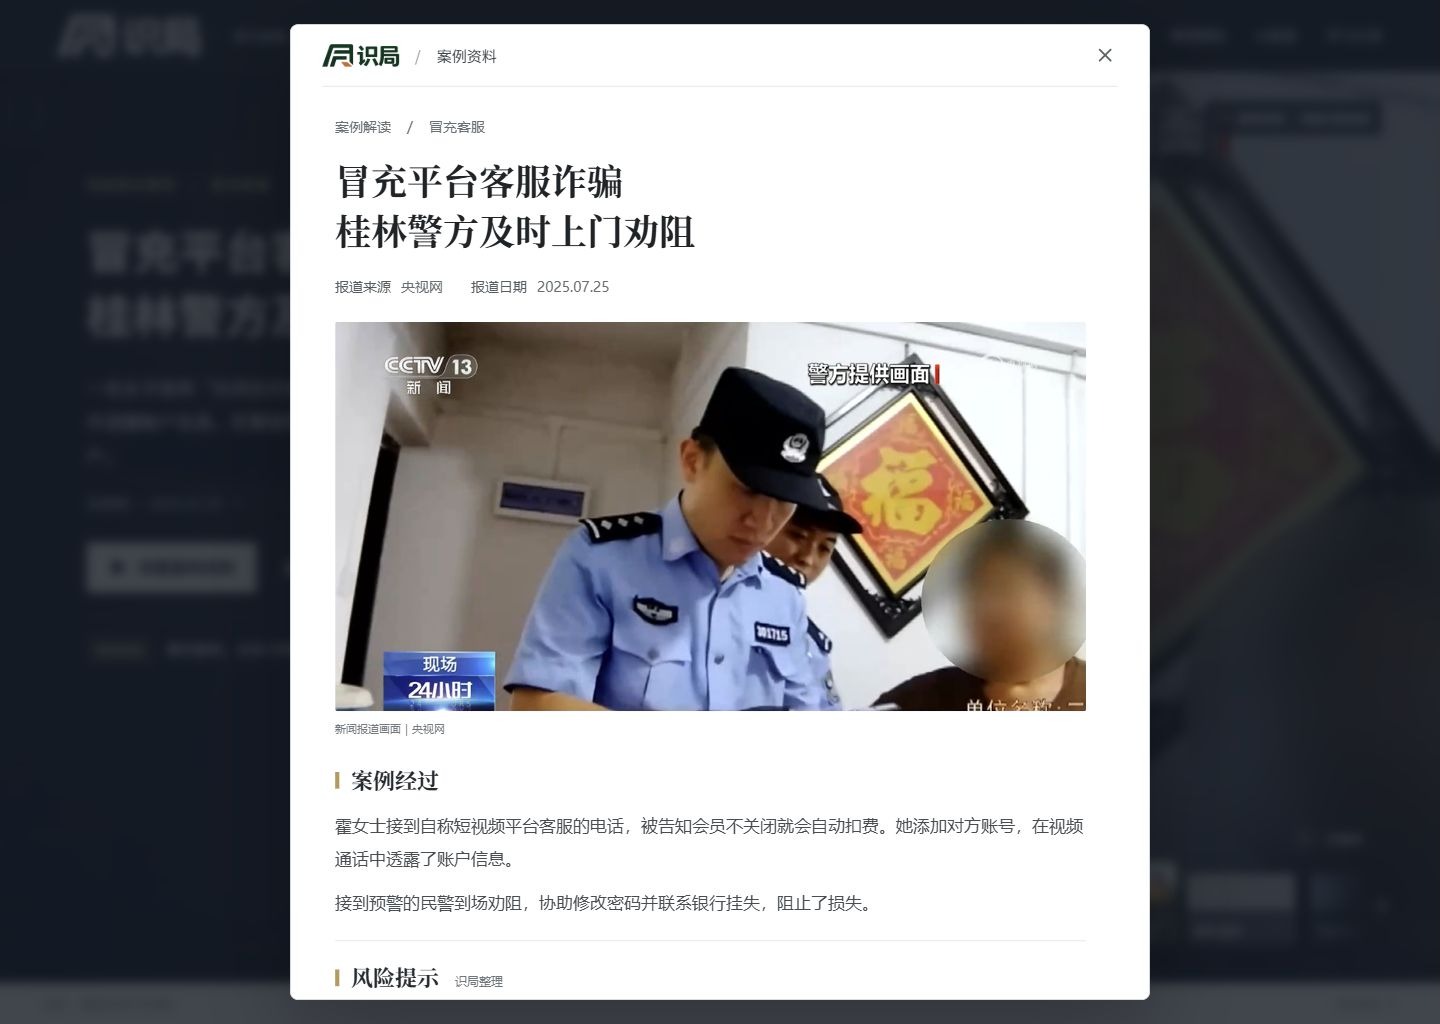 识局 / 案例资料
案例解读 / 冒充客服
冒充平台客服诈骗
桂林警方及时上门劝阻
报道来源 央视网 报道日期 2025.07.25
CCTV 13
新闻
警方提供画面
福
301715
现场
24小时
新闻报道画面 | 央视网
案例经过
霍女士接到自称短视频平台客服的电话，被告知会员不关闭就会自动扣费。她添加对方账号，在视频
通话中透露了账户信息。
接到预警的民警到场劝阻，协助修改密码并联系银行挂失，阻止了损失。
风险提示 识局整理